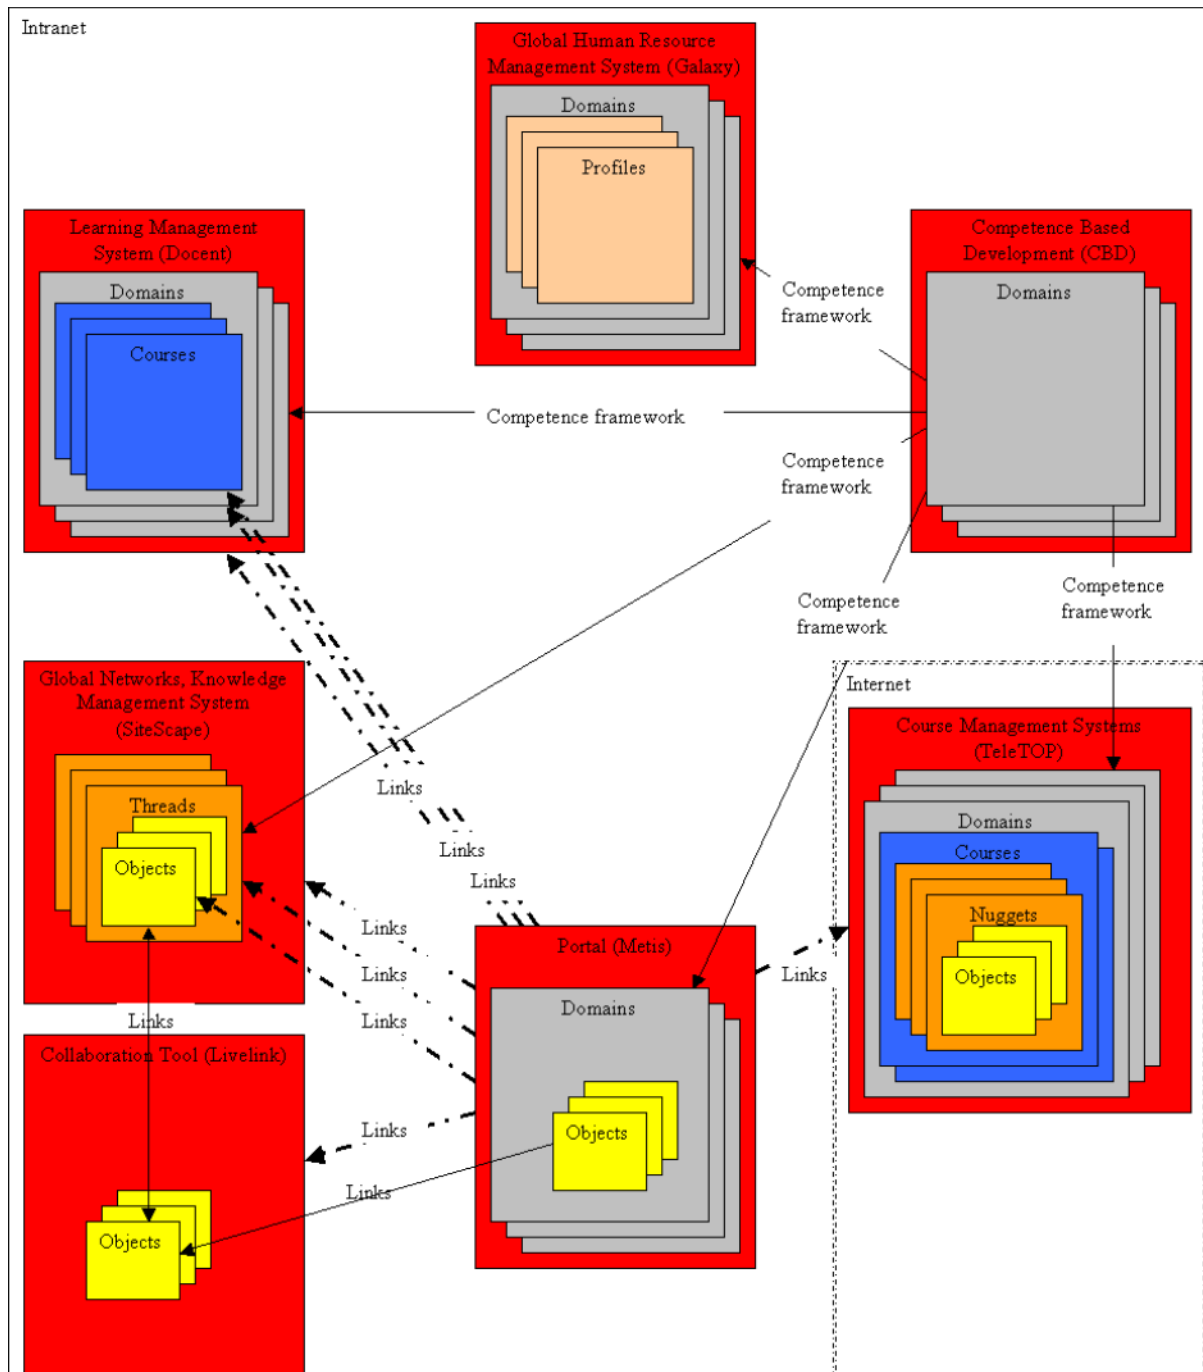 Intranet
Global Human Resource
Management System (Galaxy)
Domains
Profiles
Learning Management
System (Docent)
Domains
Courses
Competence Based
Development (CBD)
Domains
Competence
framework
Competence framework
Competence
framework
Competence
framework
Competence
framework
Global Networks, Knowledge
Management System
(SiteScape)
Threads
Objects
Internet
Course Management Systems
(TeleTOP)
Domains
Courses
Nuggets
Objects
Links
Links
Links
Links
Links
Links
Links
Portal (Metis)
Domains
Objects
Links
Collaboration Tool (Livelink)
Links
Links
Objects